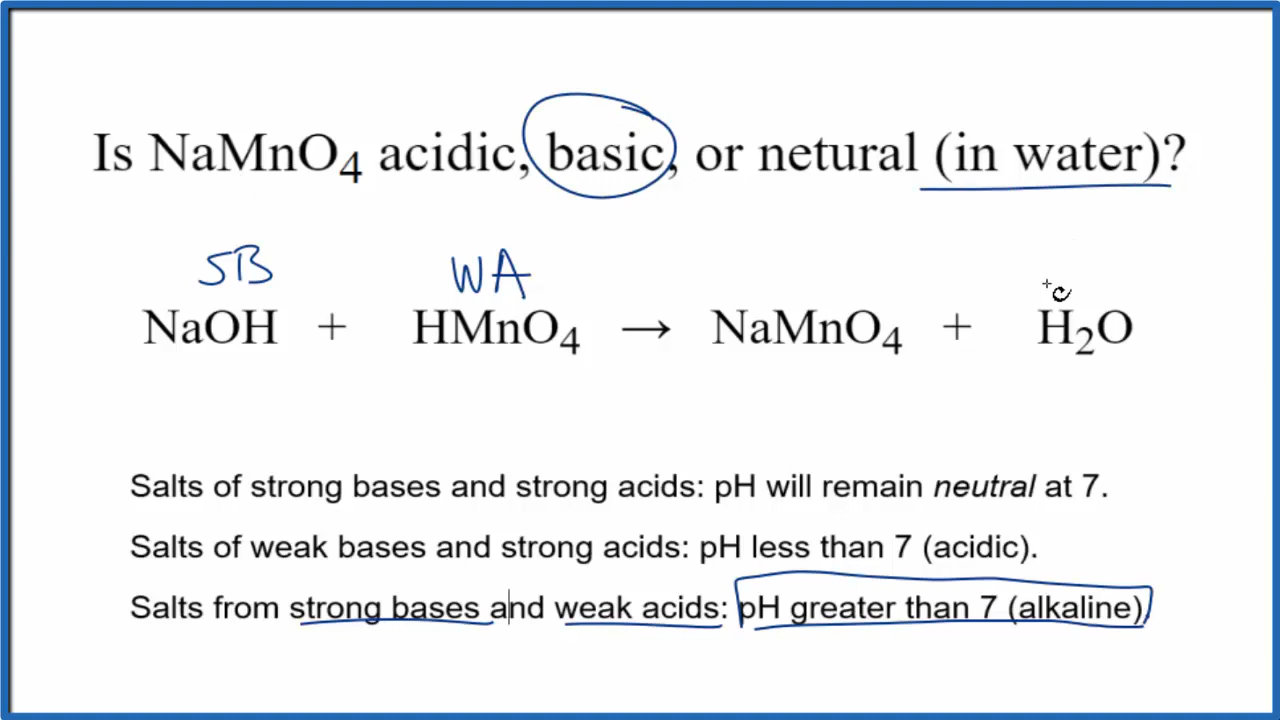 Is NaMnO₄ acidic, basic, or netural (in water)?
SB WA
NaOH + HMnO₄ → NaMnO₄ + H₂O
Salts of strong bases and strong acids: pH will remain neutral at 7.
Salts of weak bases and strong acids: pH less than 7 (acidic).
Salts from strong bases and weak acids: pH greater than 7 (alkaline)